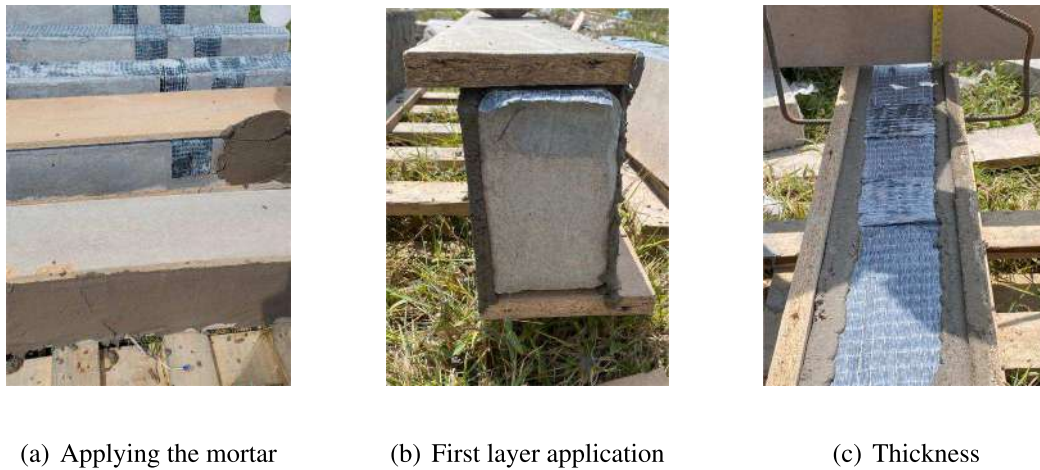 (a) Applying the mortar
(b) First layer application
(c) Thickness